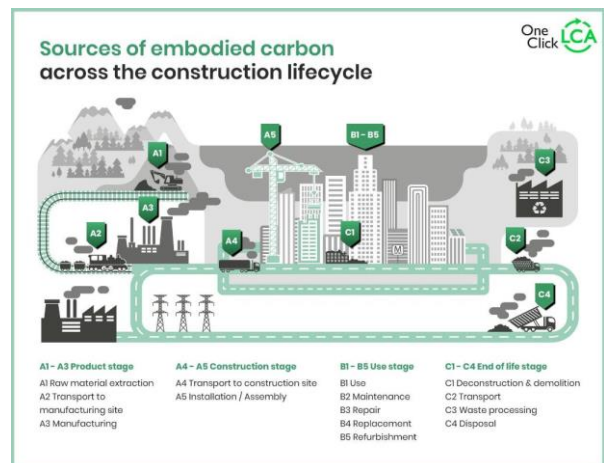 One
Click LCA
Sources of embodied carbon
across the construction lifecycle
A1
A3
A2
A5
A4
B1 - B5
C1
C3
C2
C4
M
A1 - A3 Product stage
A1 Raw material extraction
A2 Transport to
manufacturing site
A3 Manufacturing
A4 - A5 Construction stage
A4 Transport to construction site
A5 Installation / Assembly
B1 - B5 Use stage
B1 Use
B2 Maintenance
B3 Repair
B4 Replacement
B5 Refurbishment
C1 - C4 End of life stage
C1 Deconstruction & demolition
C2 Transport
C3 Waste processing
C4 Disposal